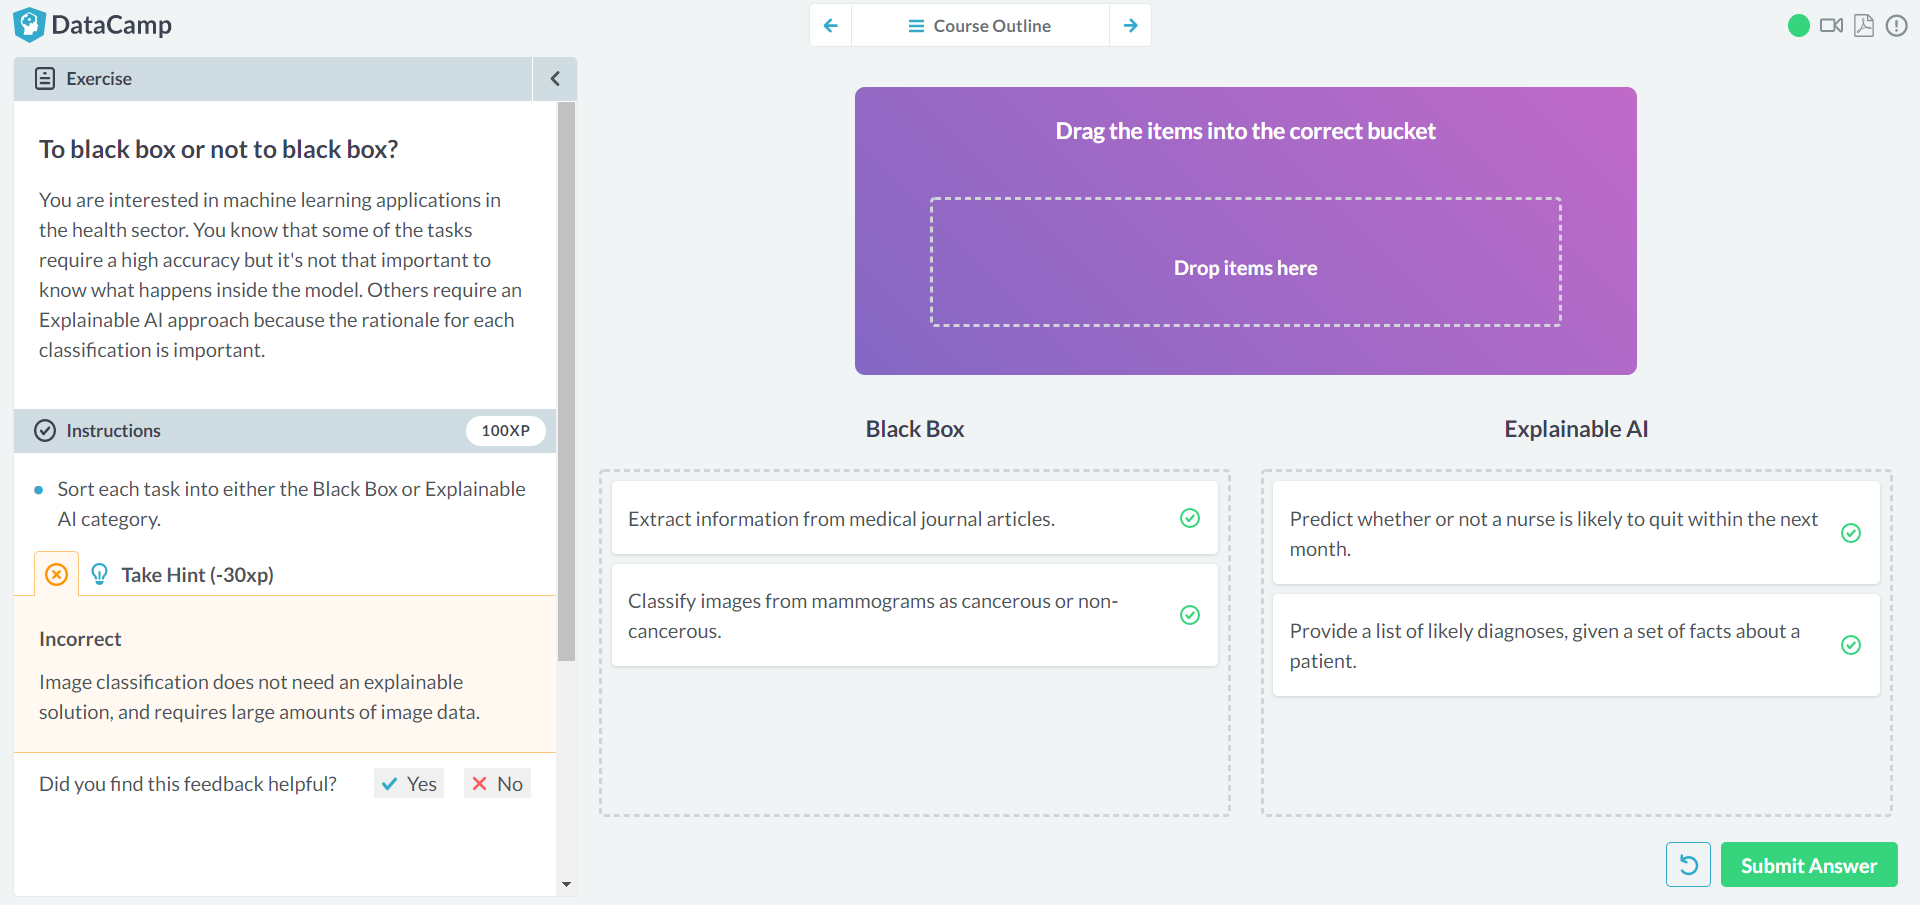 DataCamp
Course Outline
Exercise
To black box or not to black box?
You are interested in machine learning applications in
the health sector. You know that some of the tasks
require a high accuracy but it's not that important to
know what happens inside the model. Others require an
Explainable AI approach because the rationale for each
classification is important.
Instructions
100XP
Sort each task into either the Black Box or Explainable
AI category.
Take Hint (-30xp)
Incorrect
Image classification does not need an explainable
solution, and requires large amounts of image data.
Did you find this feedback helpful?
Yes
No
Drag the items into the correct bucket
Drop items here
Black Box
Extract information from medical journal articles.
Classify images from mammograms as cancerous or non-
cancerous.
Explainable AI
Predict whether or not a nurse is likely to quit within the next
month.
Provide a list of likely diagnoses, given a set of facts about a
patient.
Submit Answer